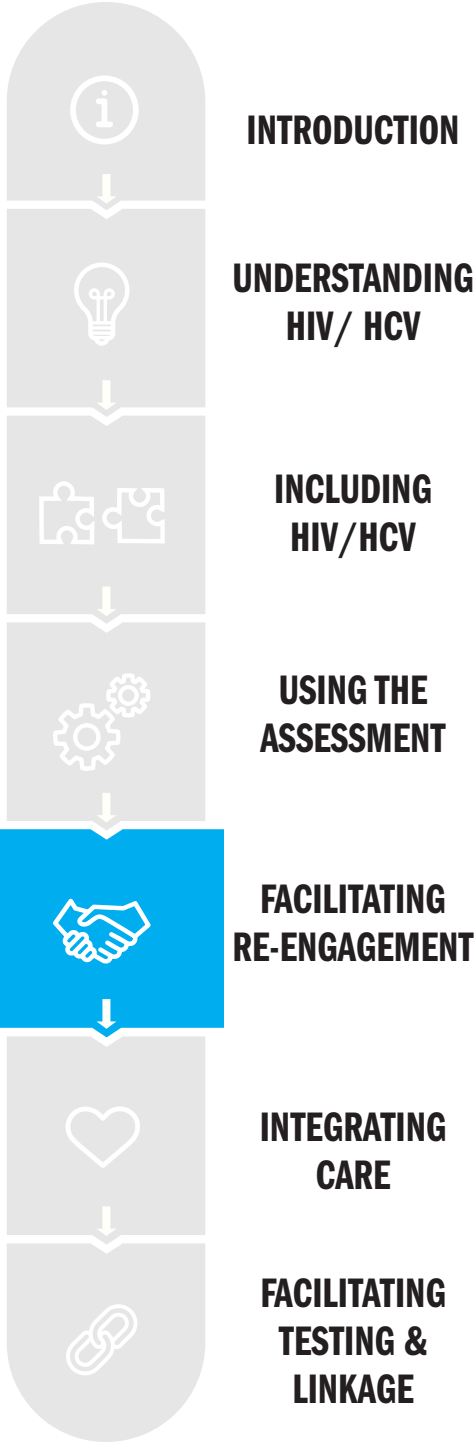 INTRODUCTION
UNDERSTANDING
HIV/ HCV
INCLUDING
HIV/HCV
USING THE
ASSESSMENT
FACILITATING
RE-ENGAGEMENT
INTEGRATING
CARE
FACILITATING
TESTING &
LINKAGE